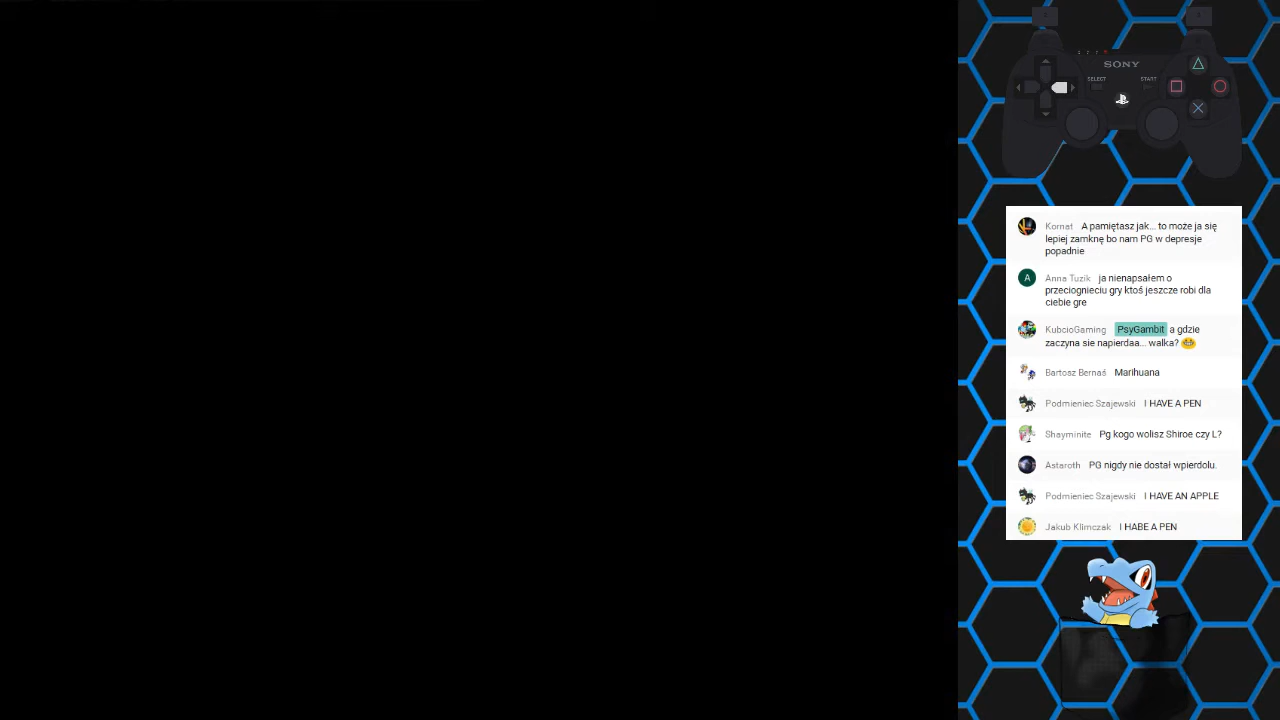 SONY
SELECT START
Kornat A pamiętasz jak... to może ja się
lepiej zamknę bo nam PG w depresje
popadnie
A Anna Tuzik ja nienapsałem o
przeciognieciu gry ktoś jeszcze robi dla
ciebie gre
KubcioGaming PsyGambit a gdzie
zaczyna sie napierdaa... walka?
Bartosz Bernaś Marihuana
Podmieniec Szajewski I HAVE A PEN
Shayminite Pg kogo wolisz Shiroe czy L?
Astaroth PG nigdy nie dostał wpierdolu.
Podmieniec Szajewski I HAVE AN APPLE
Jakub Klimczak I HABE A PEN